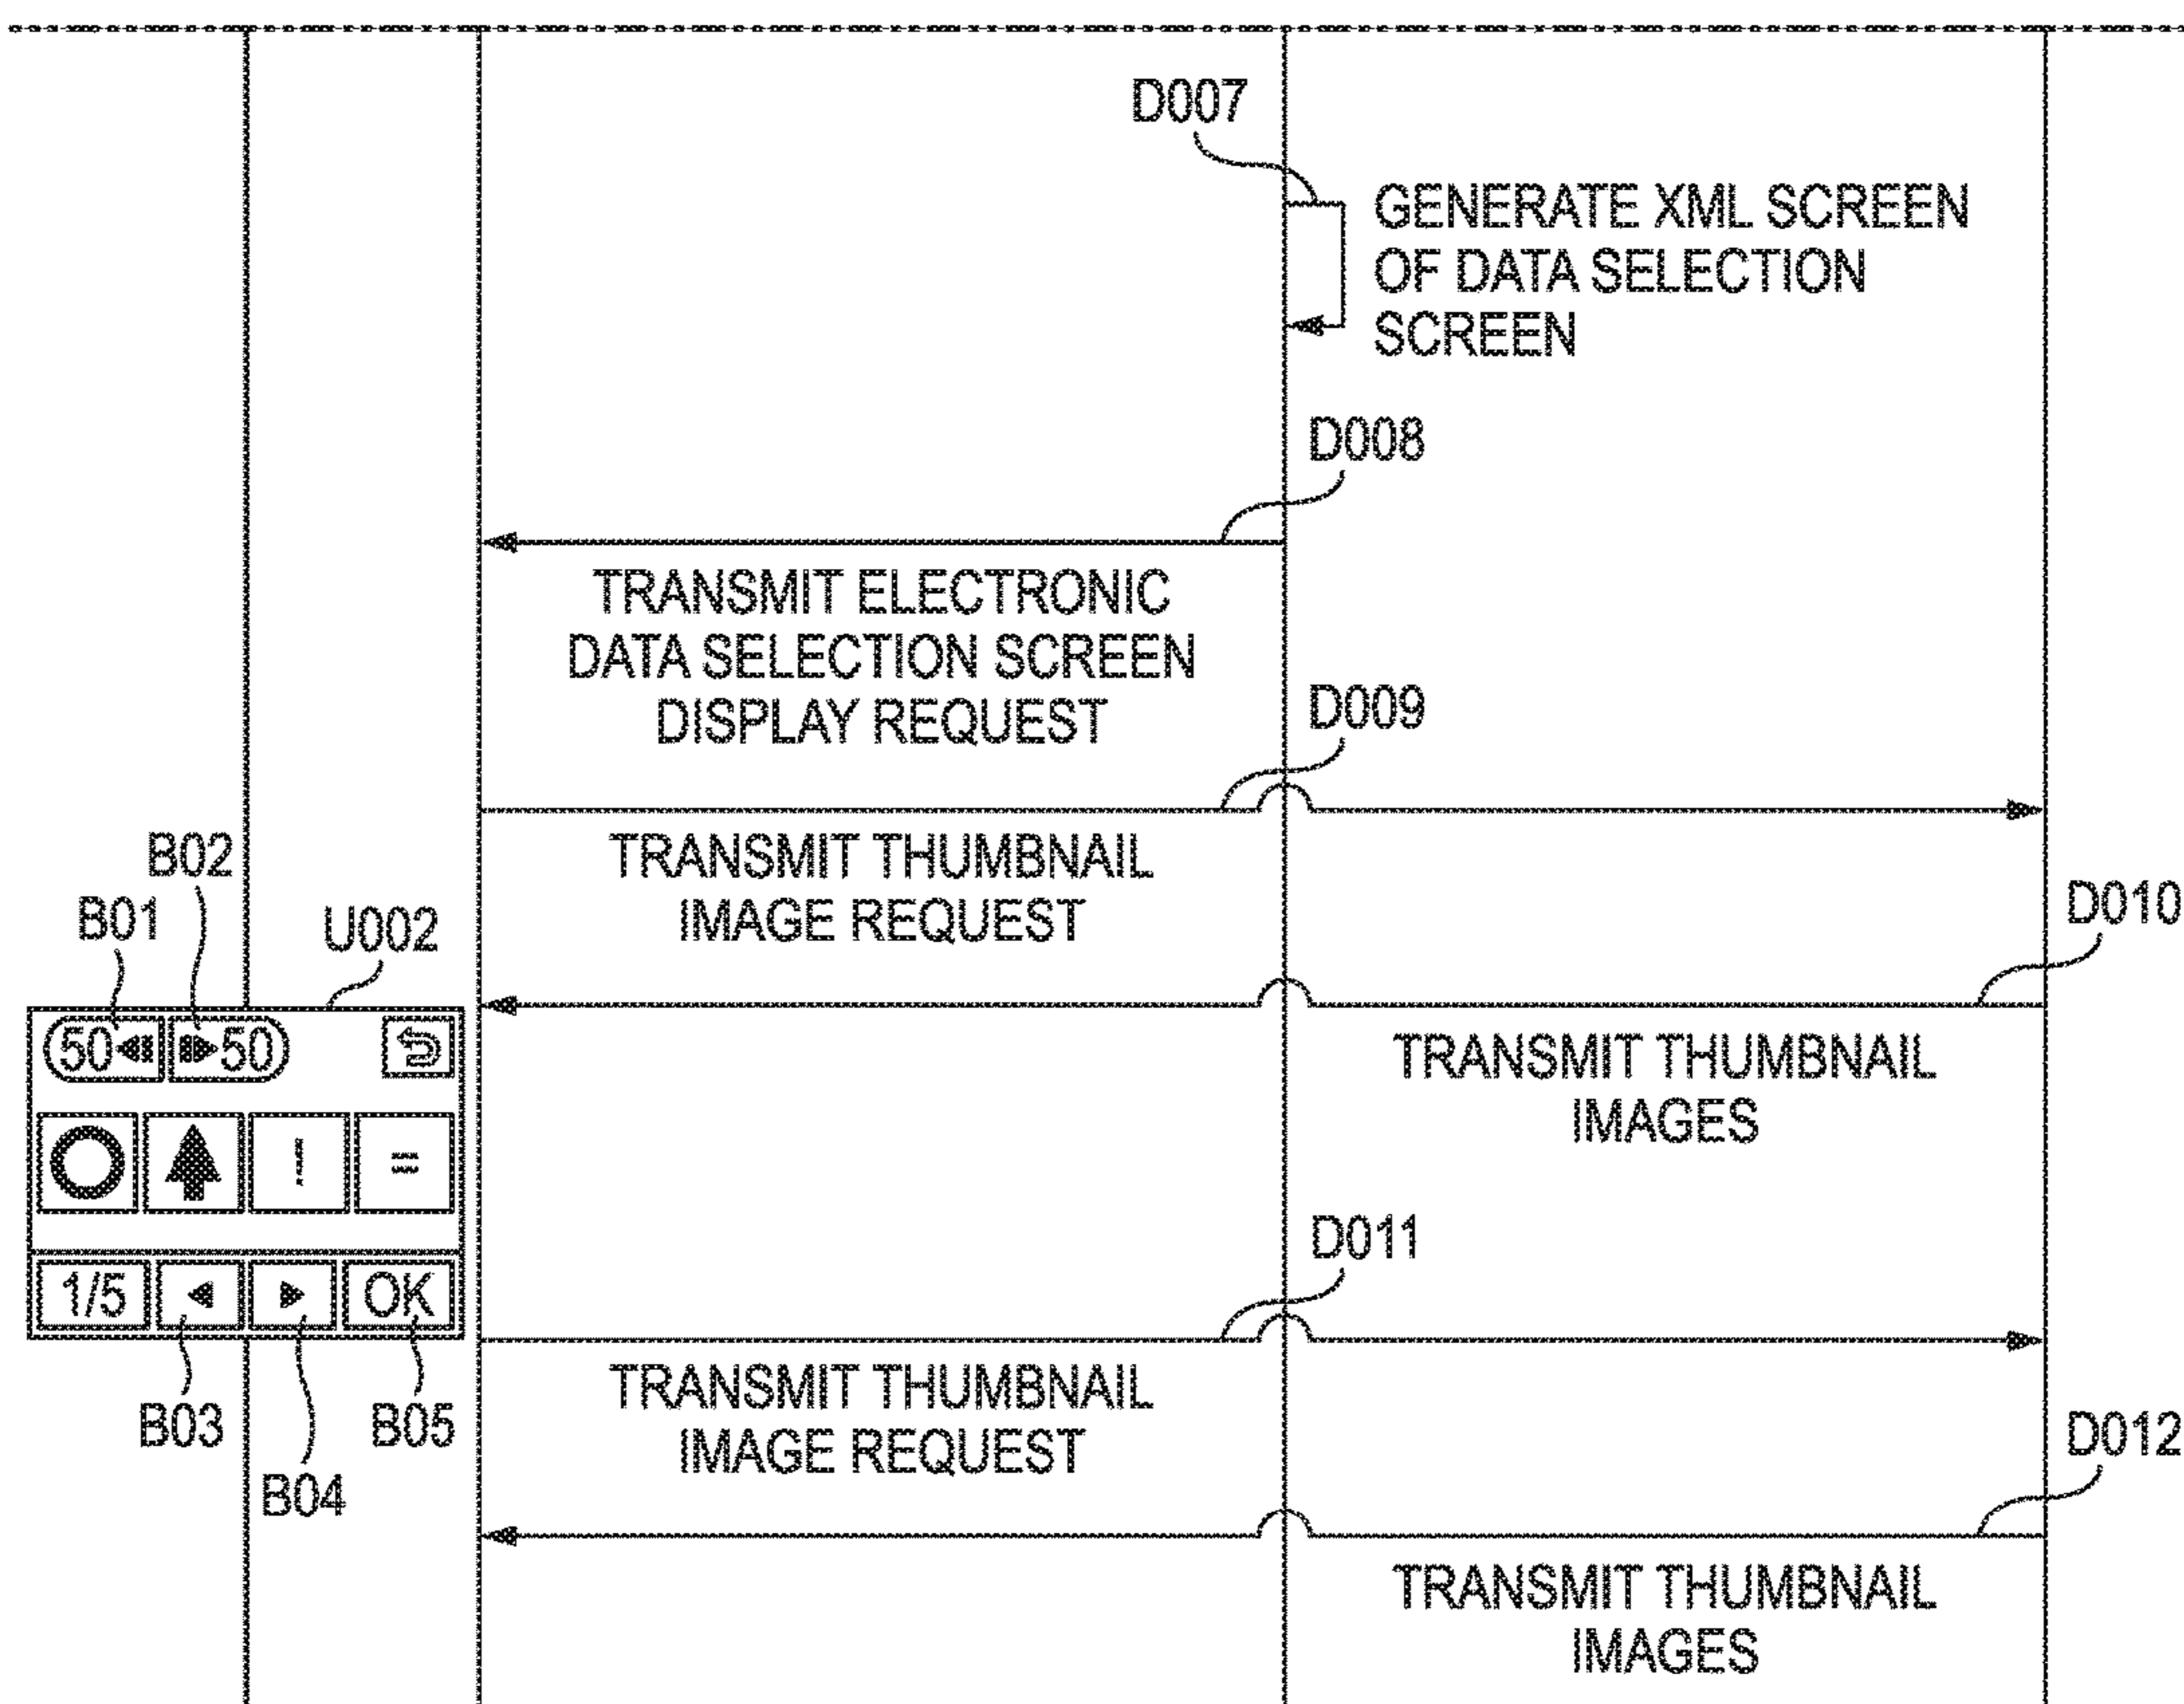 D007
GENERATE XML SCREEN
OF DATA SELECTION
SCREEN
D008
TRANSMIT ELECTRONIC
DATA SELECTION SCREEN
DISPLAY REQUEST
D009
TRANSMIT THUMBNAIL
IMAGE REQUEST
B02
B01
U002
D010
50
50
TRANSMIT THUMBNAIL
IMAGES
! =
D011
1/5
OK
TRANSMIT THUMBNAIL
IMAGE REQUEST
B03
B05
B04
D012
TRANSMIT THUMBNAIL
IMAGES